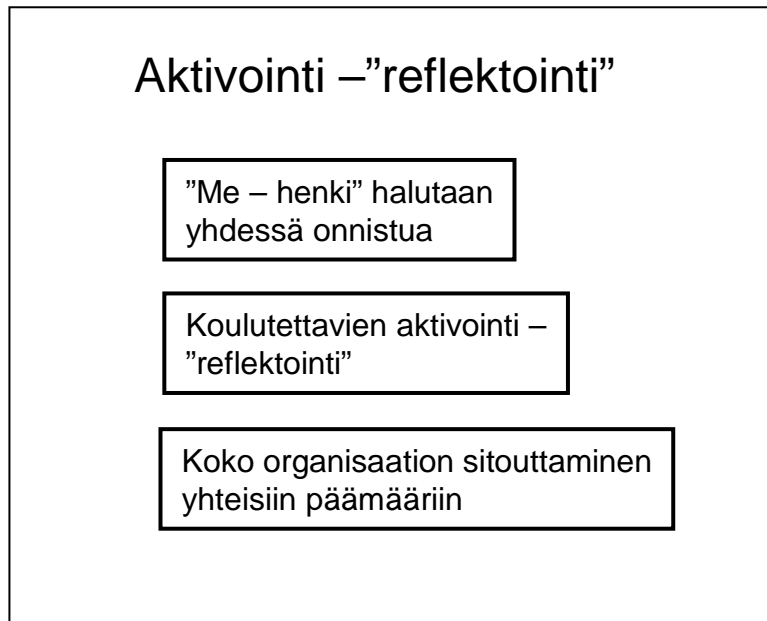 Aktivointi –”reflektointi”
”Me – henki” halutaan
yhdessä onnistua
Koulutettavien aktivointi –
”reflektointi”
Koko organisaation sitouttaminen
yhteisiin päämääriin